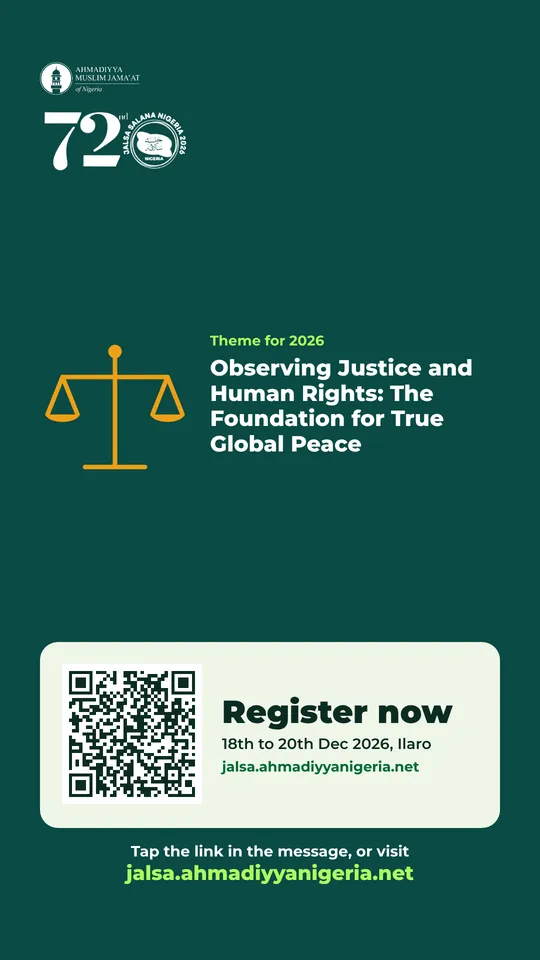 AHMADIYYA
MUSLIM JAMA'AT
of Nigeria
72nd
JALSA SALANA NIGERIA 2026
NIGERIA
Theme for 2026
Observing Justice and
Human Rights: The
Foundation for True
Global Peace
Register now
18th to 20th Dec 2026, Ilaro
jalsa.ahmadiyyanigeria.net
Tap the link in the message, or visit
jalsa.ahmadiyyanigeria.net